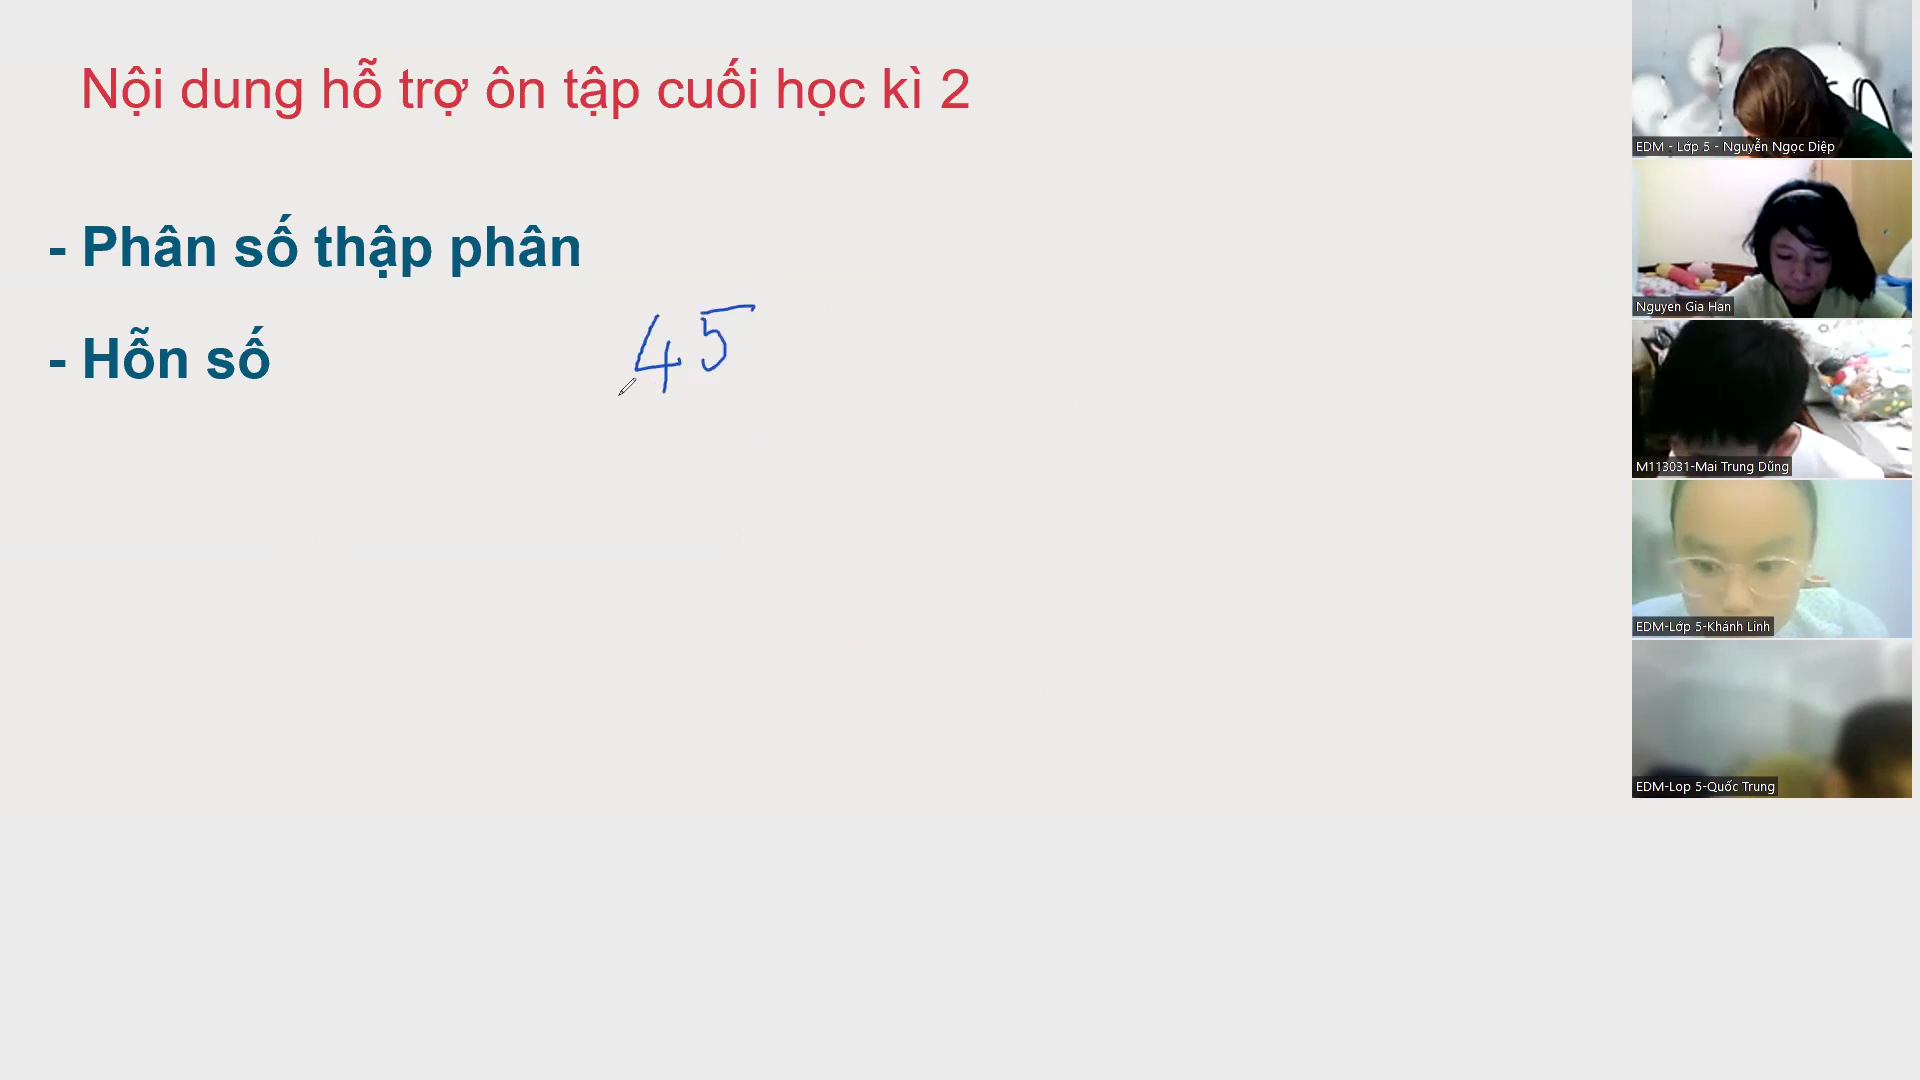 Nội dung hỗ trợ ôn tập cuối học kì 2
- Phân số thập phân
- Hỗn số
45
EDM - Lớp 5 - Nguyễn Ngọc Diệp
Nguyen Gia Han
M113031-Mai Trung Dũng
EDM-Lớp 5-Khánh Linh
EDM-Lop 5-Quốc Trung